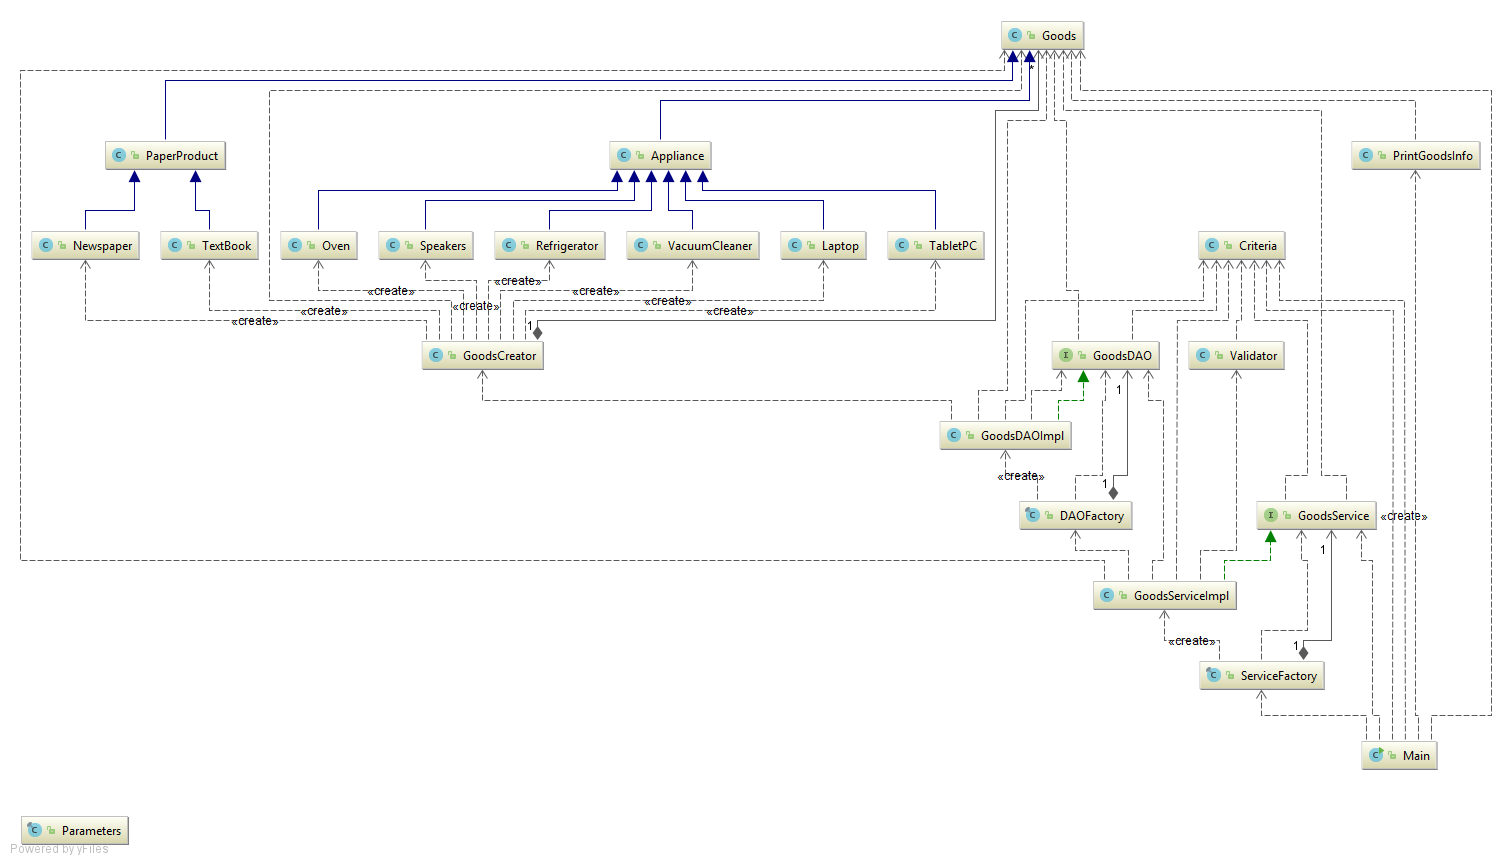 Goods
*
PaperProduct
Appliance
PrintGoodsInfo
Newspaper
TextBook
Oven
Speakers
Refrigerator
VacuumCleaner
Laptop
TabletPC
Criteria
«create»
«create»
«create»
«create»
«create»
«create»
«create»
«create»
1
GoodsCreator
GoodsDAO
Validator
1
GoodsDAOImpl
«create»
1
DAOFactory
GoodsService
«create»
1
GoodsServiceImpl
«create»
1
ServiceFactory
Main
Parameters
Powered by yFiles